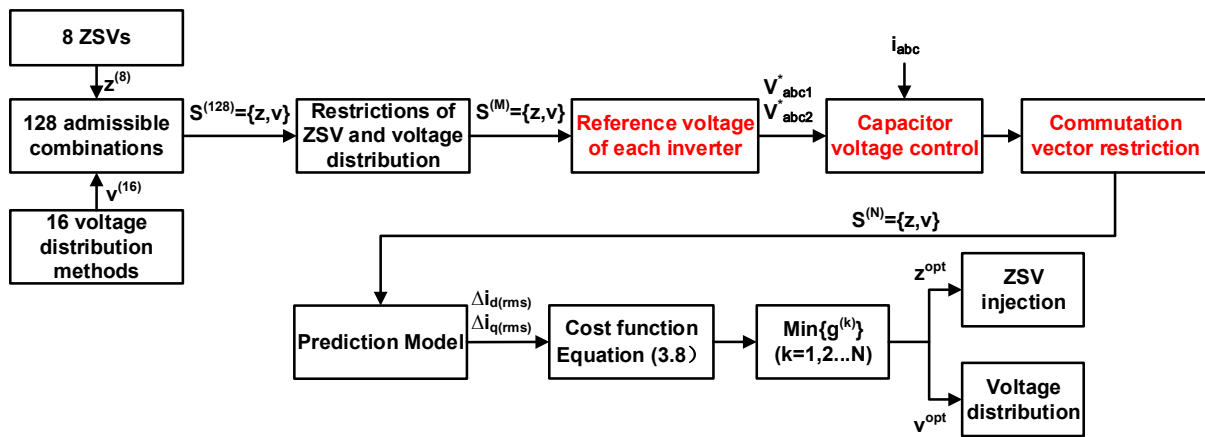 8 ZSVs
z(8)
128 admissible
combinations
v(16)
16 voltage
distribution
methods
S(128)={z,v}
Restrictions of
ZSV and voltage
distribution
S(M)={z,v}
Reference voltage
of each inverter
V*abc1
V*abc2
iabc
Capacitor
voltage control
Commutation
vector restriction
S(N)={z,v}
Prediction Model
Δid(rms)
Δiq(rms)
Cost function
Equation (3.8）
Min{g(k)}
(k=1,2...N)
zopt
ZSV
injection
Voltage
distribution
vopt